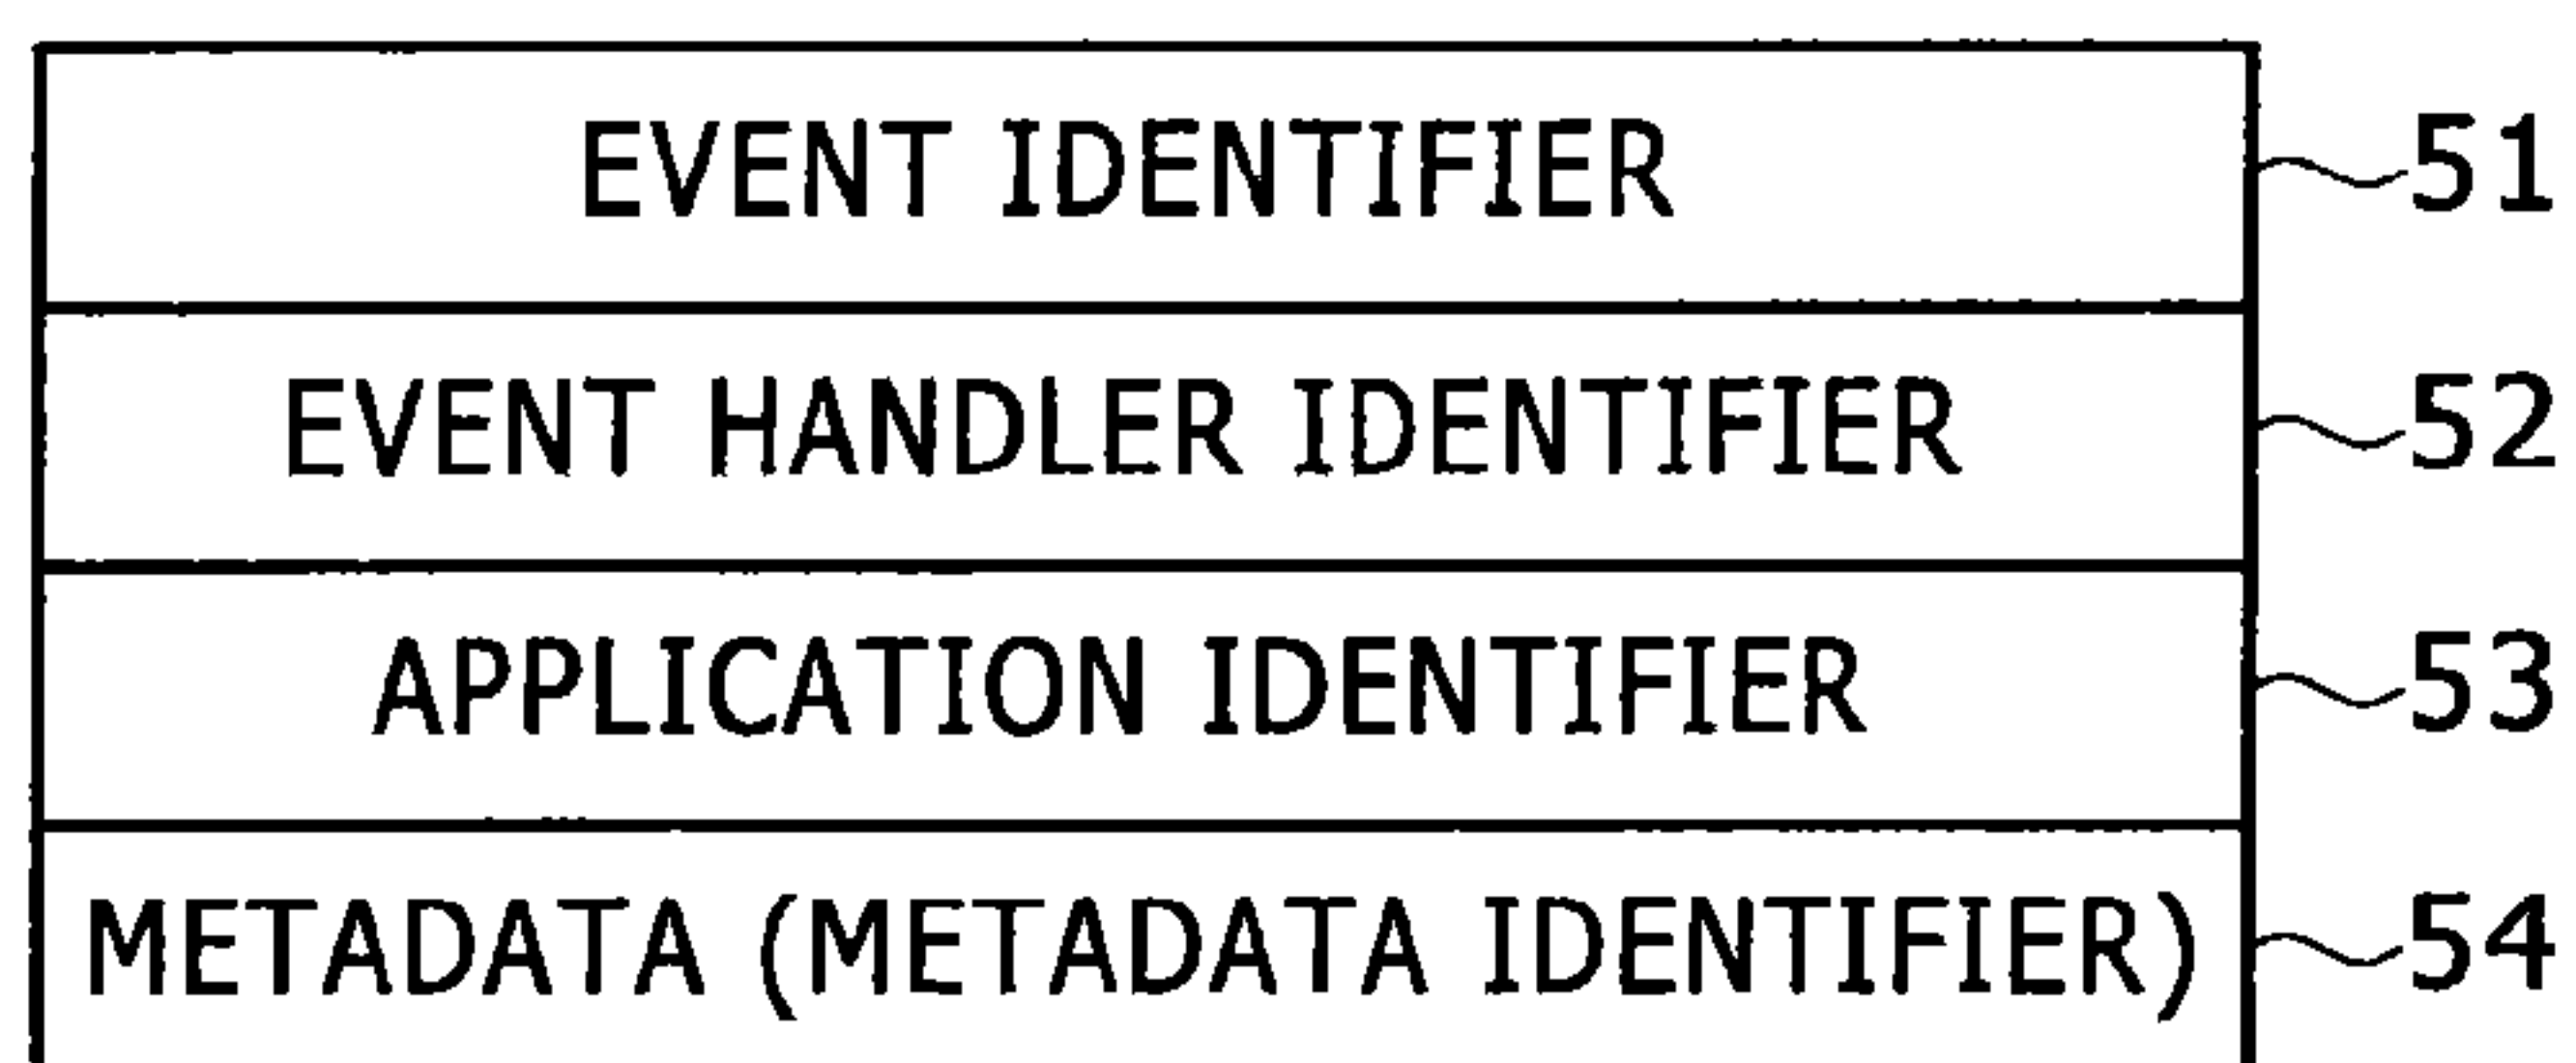 EVENT IDENTIFIER 51
EVENT HANDLER IDENTIFIER 52
APPLICATION IDENTIFIER 53
METADATA (METADATA IDENTIFIER) 54